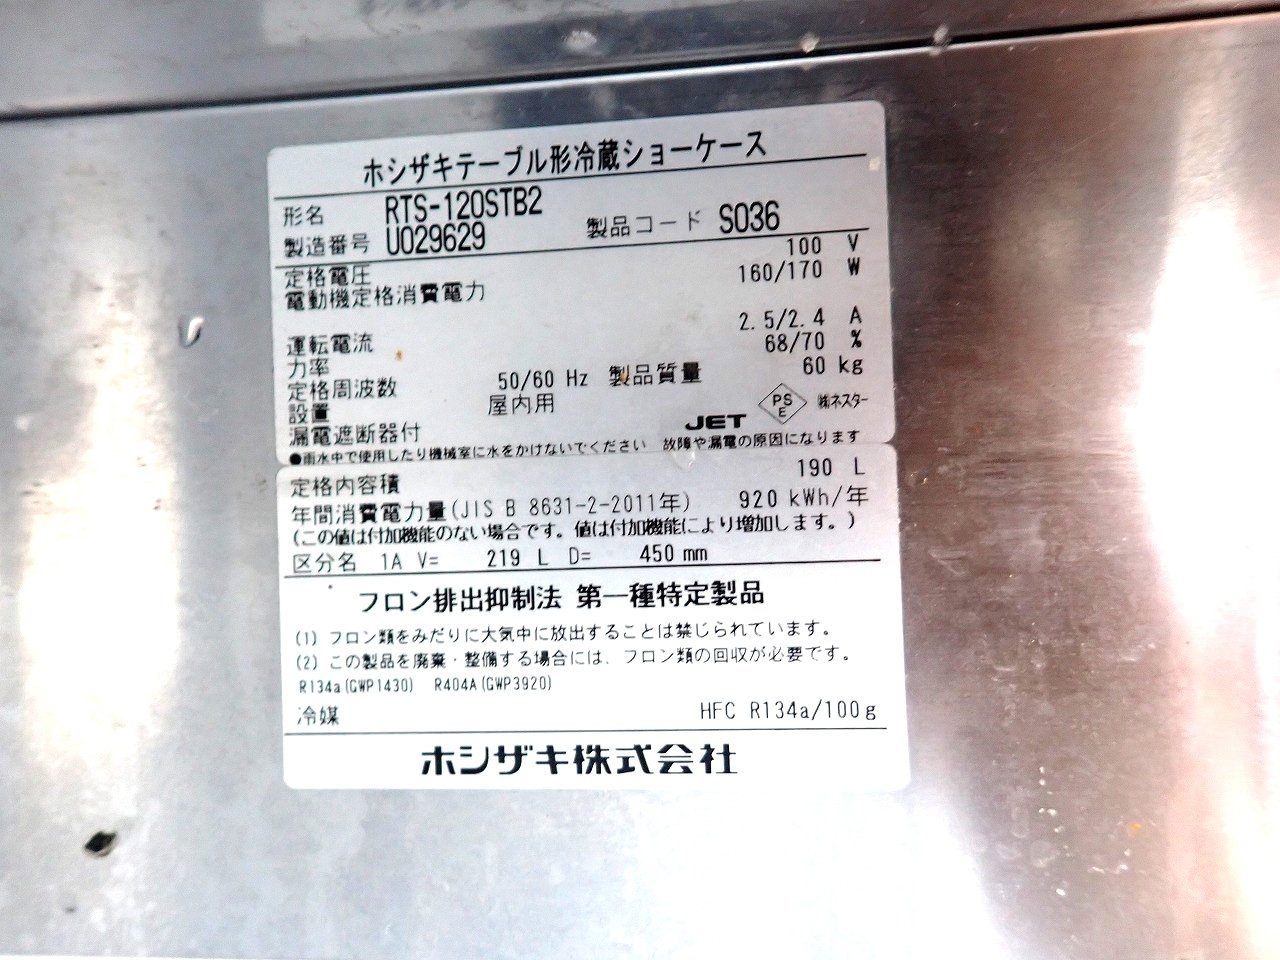 ホシザキテーブル形冷蔵ショーケース
形名 RTS-120STB2
製造番号 U029629 製品コード S036
定格電圧 100 V
電動機定格消費電力 160/170 W
運転電流 2.5/2.4 A
力率 68/70 %
定格周波数 50/60 Hz 製品質量 60 kg
設置 屋内用
漏電遮断器付 JET PS E ㈱ネスター
●雨水中で使用したり機械室に水をかけないでください 故障や漏電の原因になります
定格内容積 190 L
年間消費電力量(JIS B 8631-2-2011年) 920 kWh/年
(この値は付加機能のない場合です。値は付加機能により増加します。)
区分名 1A V= 219 L D= 450 mm
フロン排出抑制法 第一種特定製品
(1) フロン類をみだりに大気中に放出することは禁じられています。
(2) この製品を廃棄・整備する場合には、フロン類の回収が必要です。
R134a(GWP1430) R404A(GWP3920)
冷媒 HFC R134a/100g
ホシザキ株式会社